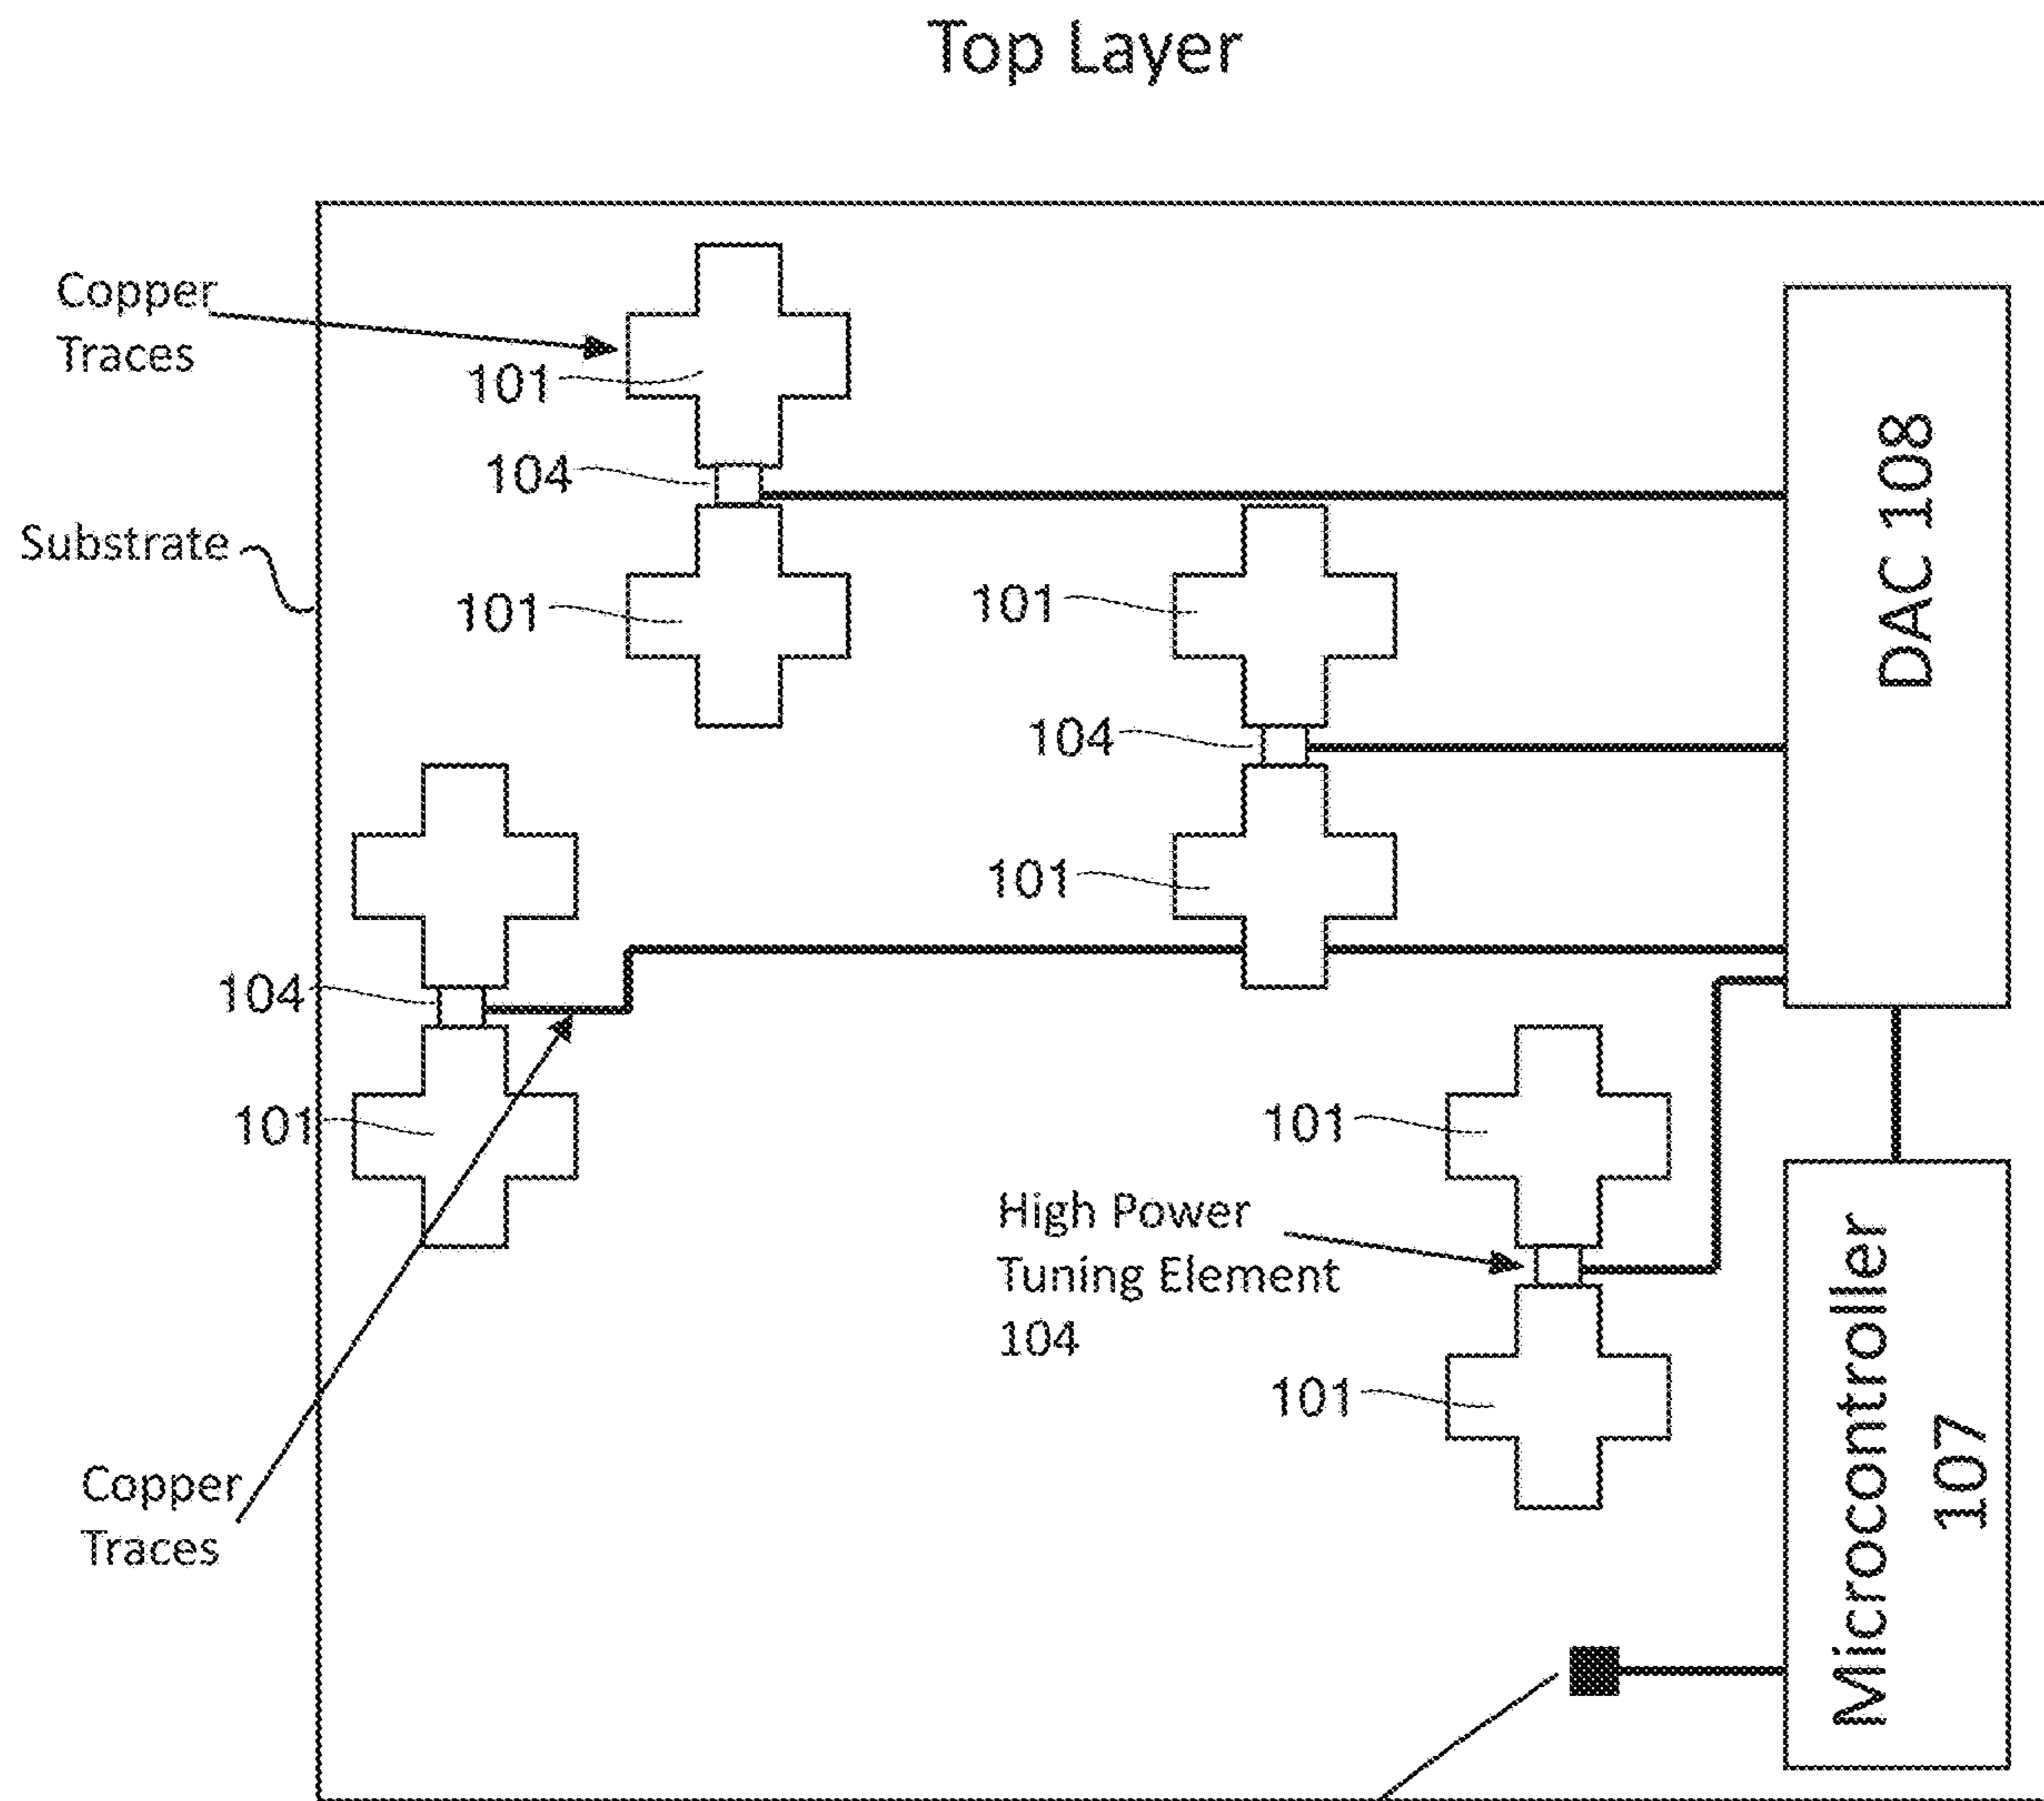 Top Layer
Copper
Traces
101
104
Substrate
101
101
104
101
104
101
101
High Power
Tuning Element
104
101
Copper
Traces
DAC 108
Microcontroller
107